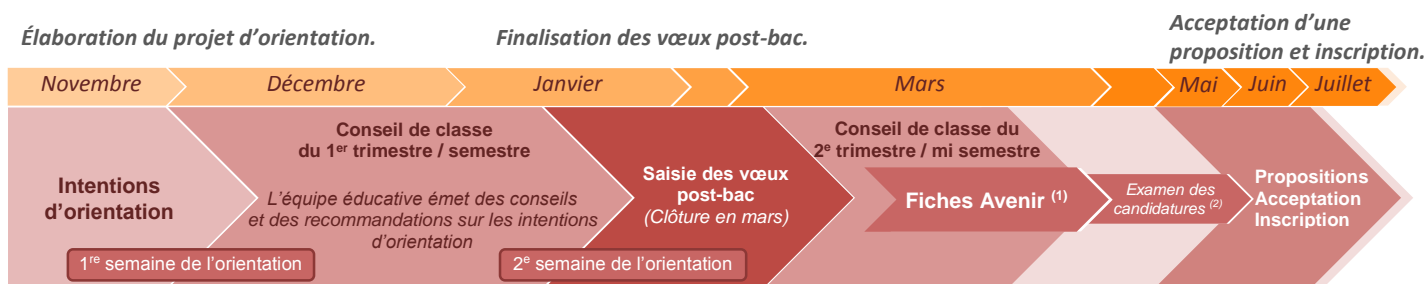 Élaboration du projet d'orientation.
Finalisation des vœux post-bac.
Acceptation d'une
proposition et inscription.
Novembre
Décembre
Janvier
Mars
Mai
Juin
Juillet
Intentions
d'orientation
Conseil de classe
du 1er trimestre / semestre
L'équipe éducative émet des conseils
et des recommandations sur les intentions
d'orientation
Saisie des vœux
post-bac
(Clôture en mars)
Conseil de classe du
2e trimestre / mi semestre
Fiches Avenir (1)
Examen des
candidatures (2)
Propositions
Acceptation
Inscription
1re semaine de l'orientation
2e semaine de l'orientation